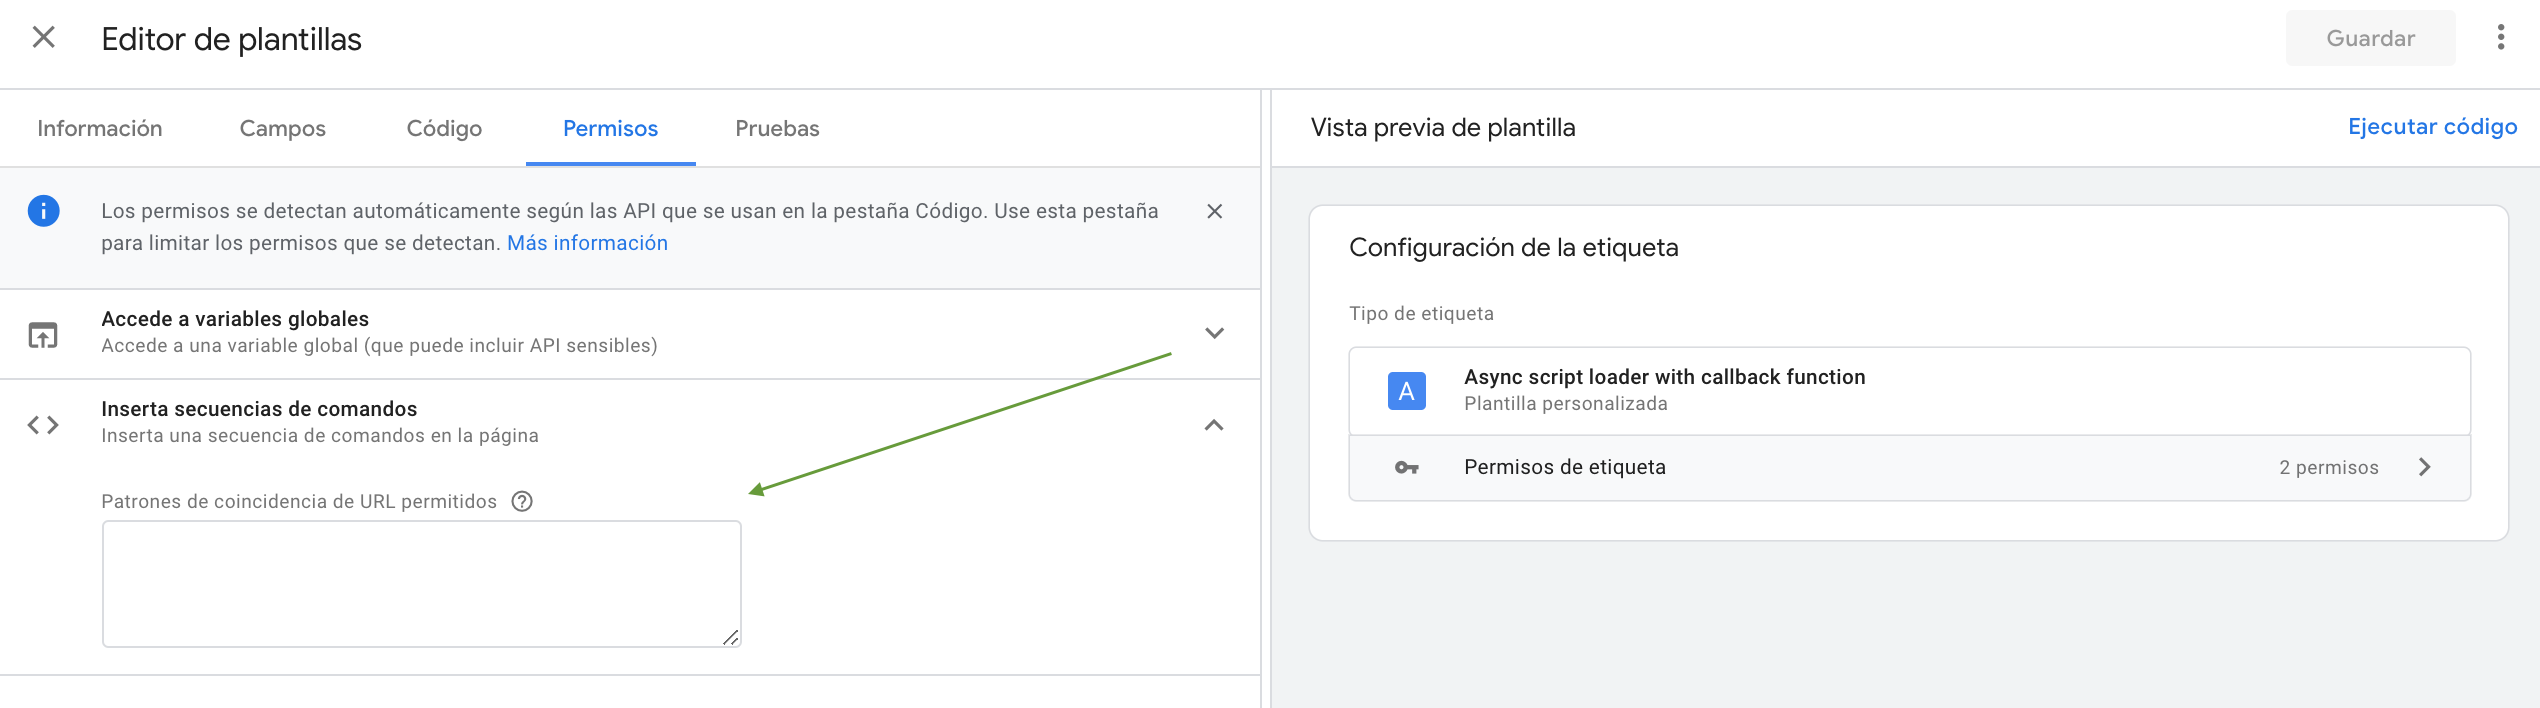 Editor de plantillas
Guardar
Información
Campos
Código
Permisos
Pruebas
Vista previa de plantilla
Ejecutar código
Los permisos se detectan automáticamente según las API que se usan en la pestaña Código. Use esta pestaña
para limitar los permisos que se detectan. Más información
Accede a variables globales
Accede a una variable global (que puede incluir API sensibles)
Inserta secuencias de comandos
Inserta una secuencia de comandos en la página
Patrones de coincidencia de URL permitidos
Configuración de la etiqueta
Tipo de etiqueta
A
Async script loader with callback function
Plantilla personalizada
Permisos de etiqueta
2 permisos